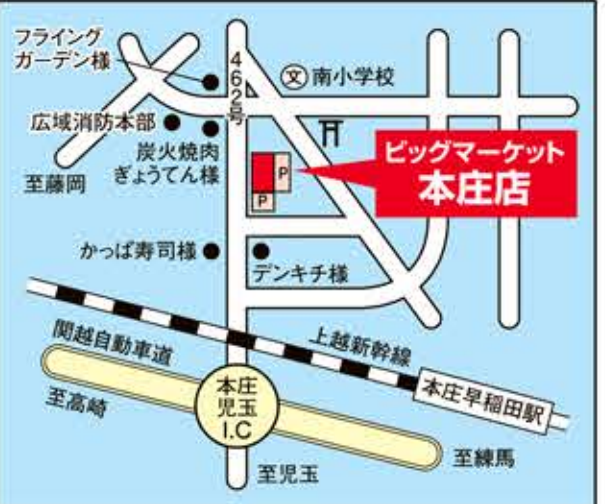 フライング
ガーデン様
462号
文 南小学校
広域消防本部
炭火焼肉
ぎょうてん様
至藤岡
P
P
ビッグマーケット
本庄店
かっぱ寿司様
デンキチ様
関越自動車道
上越新幹線
本庄早稲田駅
至高崎
本庄
児玉
I.C
至練馬
至児玉